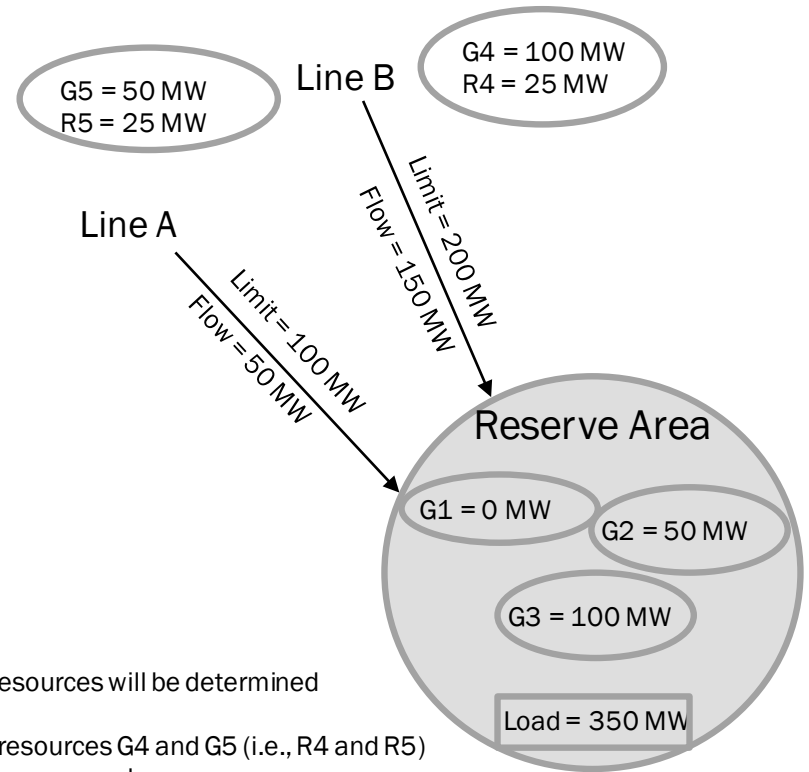 G5 = 50 MW
R5 = 25 MW
Line B
G4 = 100 MW
R4 = 25 MW
Line A
Limit = 200 MW
Flow = 150 MW
Limit = 100 MW
Flow = 50 MW
Reserve Area
G1 = 0 MW
G2 = 50 MW
G3 = 100 MW
Load = 350 MW
esources will be determined
resources G4 and G5 (i.e., R4 and R5)